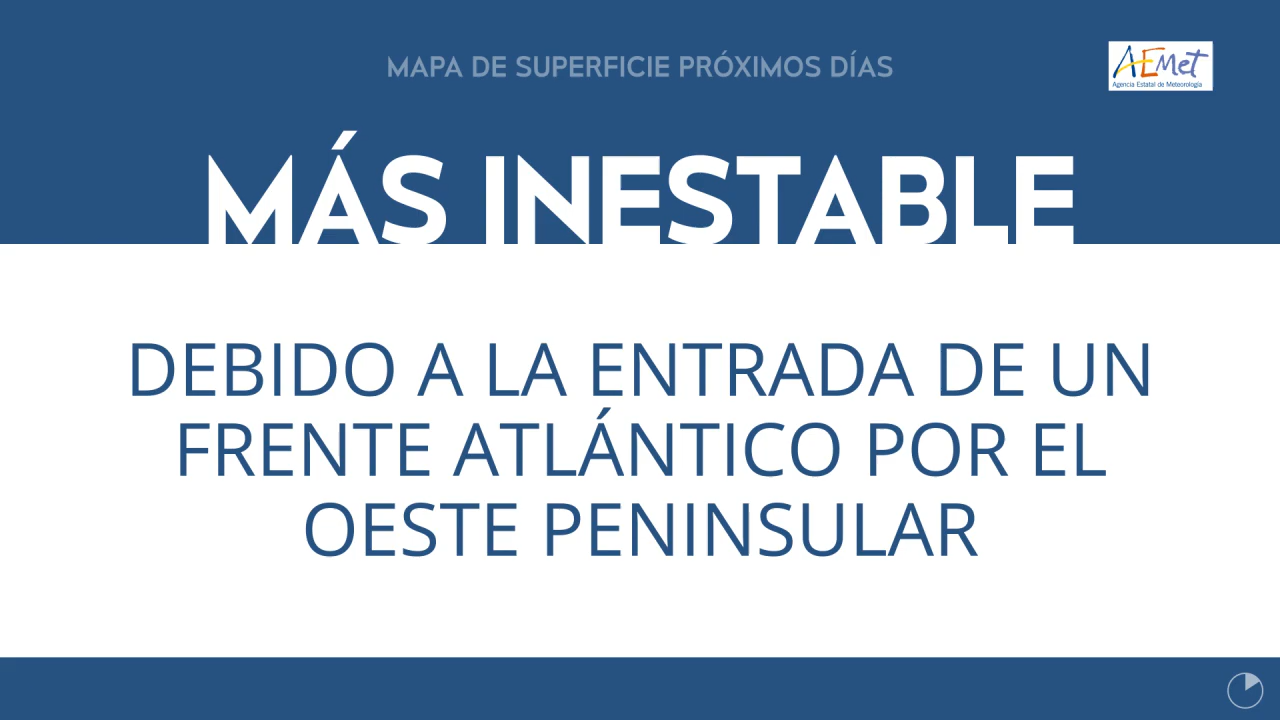 MAPA DE SUPERFICIE PRÓXIMOS DÍAS
AEMet
Agencia Estatal de Meteorología
MÁS INESTABLE
DEBIDO A LA ENTRADA DE UN
FRENTE ATLÁNTICO POR EL
OESTE PENINSULAR